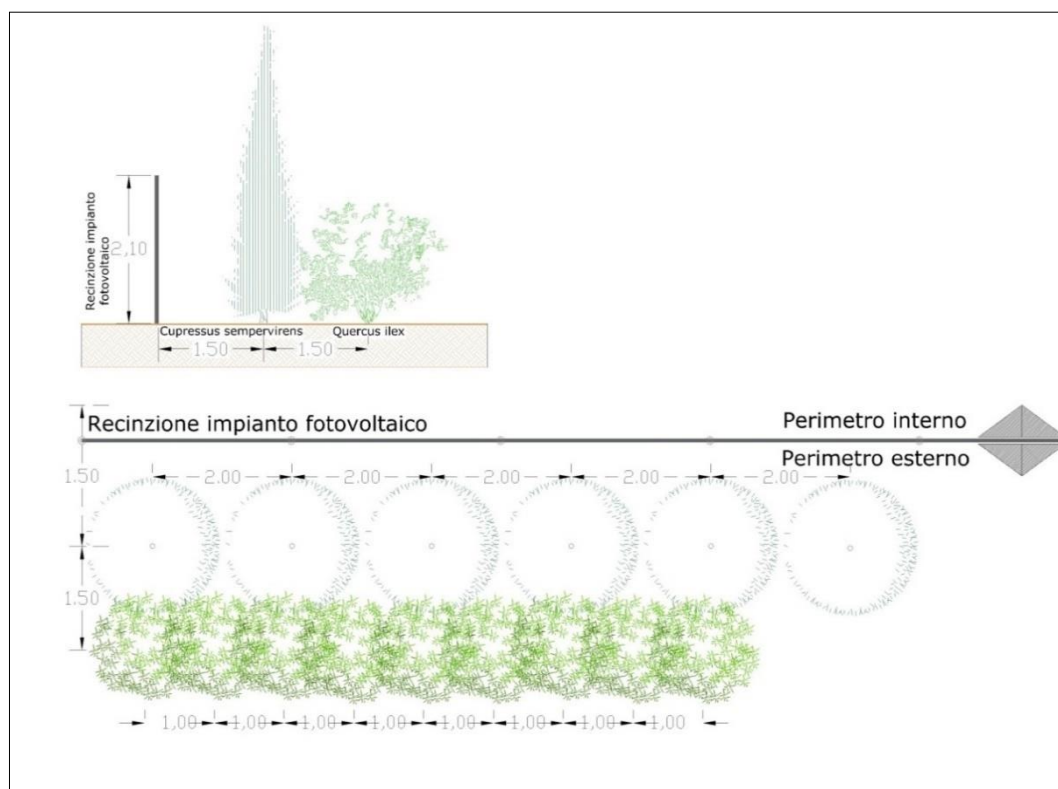 Recinzione impianto
fotovoltaico
2,10
Cupressus sempervirens
Quercus ilex
1.50
1.50
Recinzione impianto fotovoltaico
Perimetro interno
Perimetro esterno
1.50
2.00
2.00
2.00
2.00
2.00
1.50
1,00
1,00
1,00
1,00
1,00
1,00
1,00
1,00